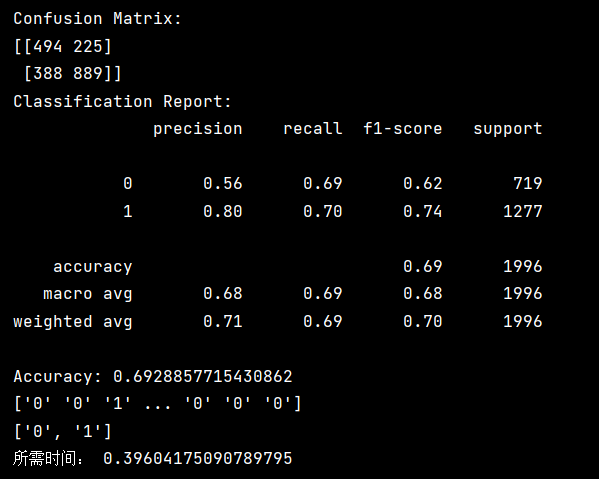 Confusion Matrix:
[[494 225]
 [388 889]]
Classification Report:
              precision    recall  f1-score   support

           0       0.56      0.69      0.62       719
           1       0.80      0.70      0.74      1277

    accuracy                           0.69      1996
   macro avg       0.68      0.69      0.68      1996
weighted avg       0.71      0.69      0.70      1996

Accuracy: 0.6928857715430862
['0' '0' '1' ... '0' '0' '0']
['0', '1']
所需时间: 0.39604175090789795